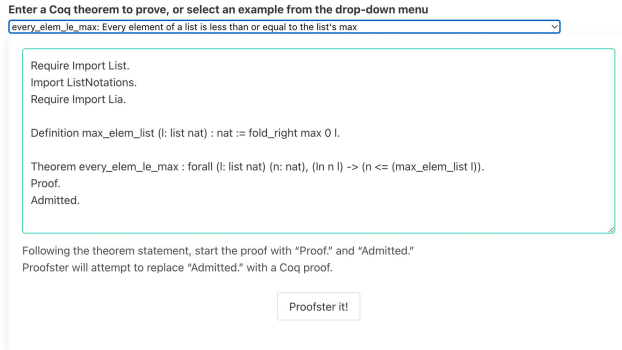 Enter a Coq theorem to prove, or select an example from the drop-down menu
every_elem_le_max: Every element of a list is less than or equal to the list's max
Require Import List.
Import ListNotations.
Require Import Lia.
Definition max_elem_list (l: list nat) : nat := fold_right max 0 l.
Theorem every_elem_le_max : forall (l: list nat) (n: nat), (In n l) -> (n <= (max_elem_list l)).
Proof.
Admitted.
Following the theorem statement, start the proof with “Proof.” and “Admitted.”
Proofster will attempt to replace “Admitted.” with a Coq proof.
Proofster it!